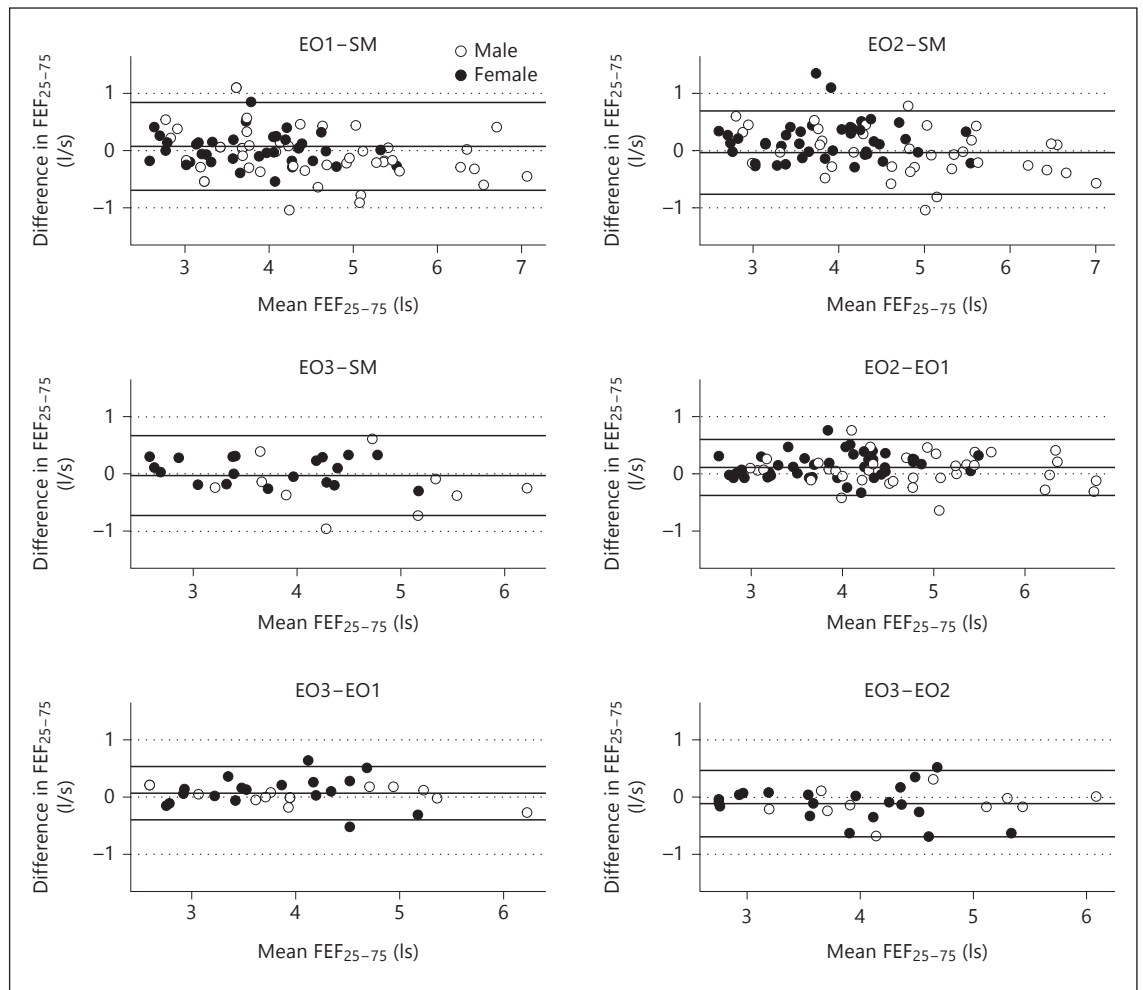 EO1–SM
Male
Female
Difference in FEF25–75
(l/s)
1
0
–1
3 4 5 6 7
Mean FEF25–75 (ls)
EO2–SM
Difference in FEF25–75
(l/s)
1
0
–1
3 4 5 6 7
Mean FEF25–75 (ls)
EO3–SM
Difference in FEF25–75
(l/s)
1
0
–1
3 4 5 6
Mean FEF25–75 (ls)
EO2–EO1
Difference in FEF25–75
(l/s)
1
0
–1
3 4 5 6
Mean FEF25–75 (ls)
EO3–EO1
Difference in FEF25–75
(l/s)
1
0
–1
3 4 5 6
Mean FEF25–75 (ls)
EO3–EO2
Difference in FEF25–75
(l/s)
1
0
–1
3 4 5 6
Mean FEF25–75 (ls)